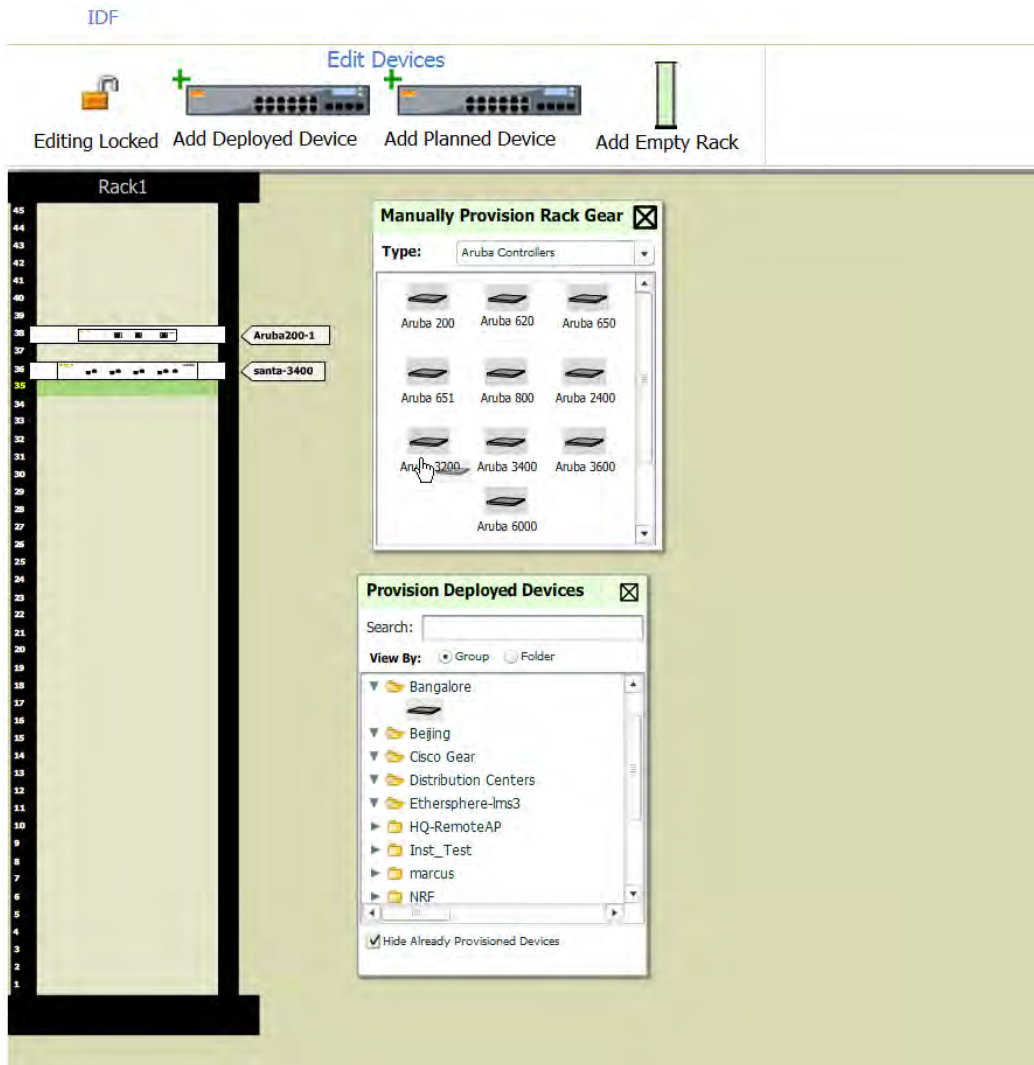 IDF
Edit Devices
Editing Locked
Add Deployed Device
Add Planned Device
Add Empty Rack
Rack1
45
44
43
42
41
40
39
38
37
36
35
34
33
32
31
30
29
28
27
26
25
24
23
22
21
20
19
18
17
16
15
14
13
12
11
10
9
8
7
6
5
4
3
2
1
Aruba200-1
santa-3400
Manually Provision Rack Gear
Type: Aruba Controllers
Aruba 200 Aruba 620 Aruba 650
Aruba 651 Aruba 800 Aruba 2400
Aruba 3200 Aruba 3400 Aruba 3600
Aruba 6000
Provision Deployed Devices
Search:
View By: Group Folder
Bangalore
Beijing
Cisco Gear
Distribution Centers
Ethersphere-lms3
HQ-RemoteAP
Inst_Test
marcus
NRF
Hide Already Provisioned Devices